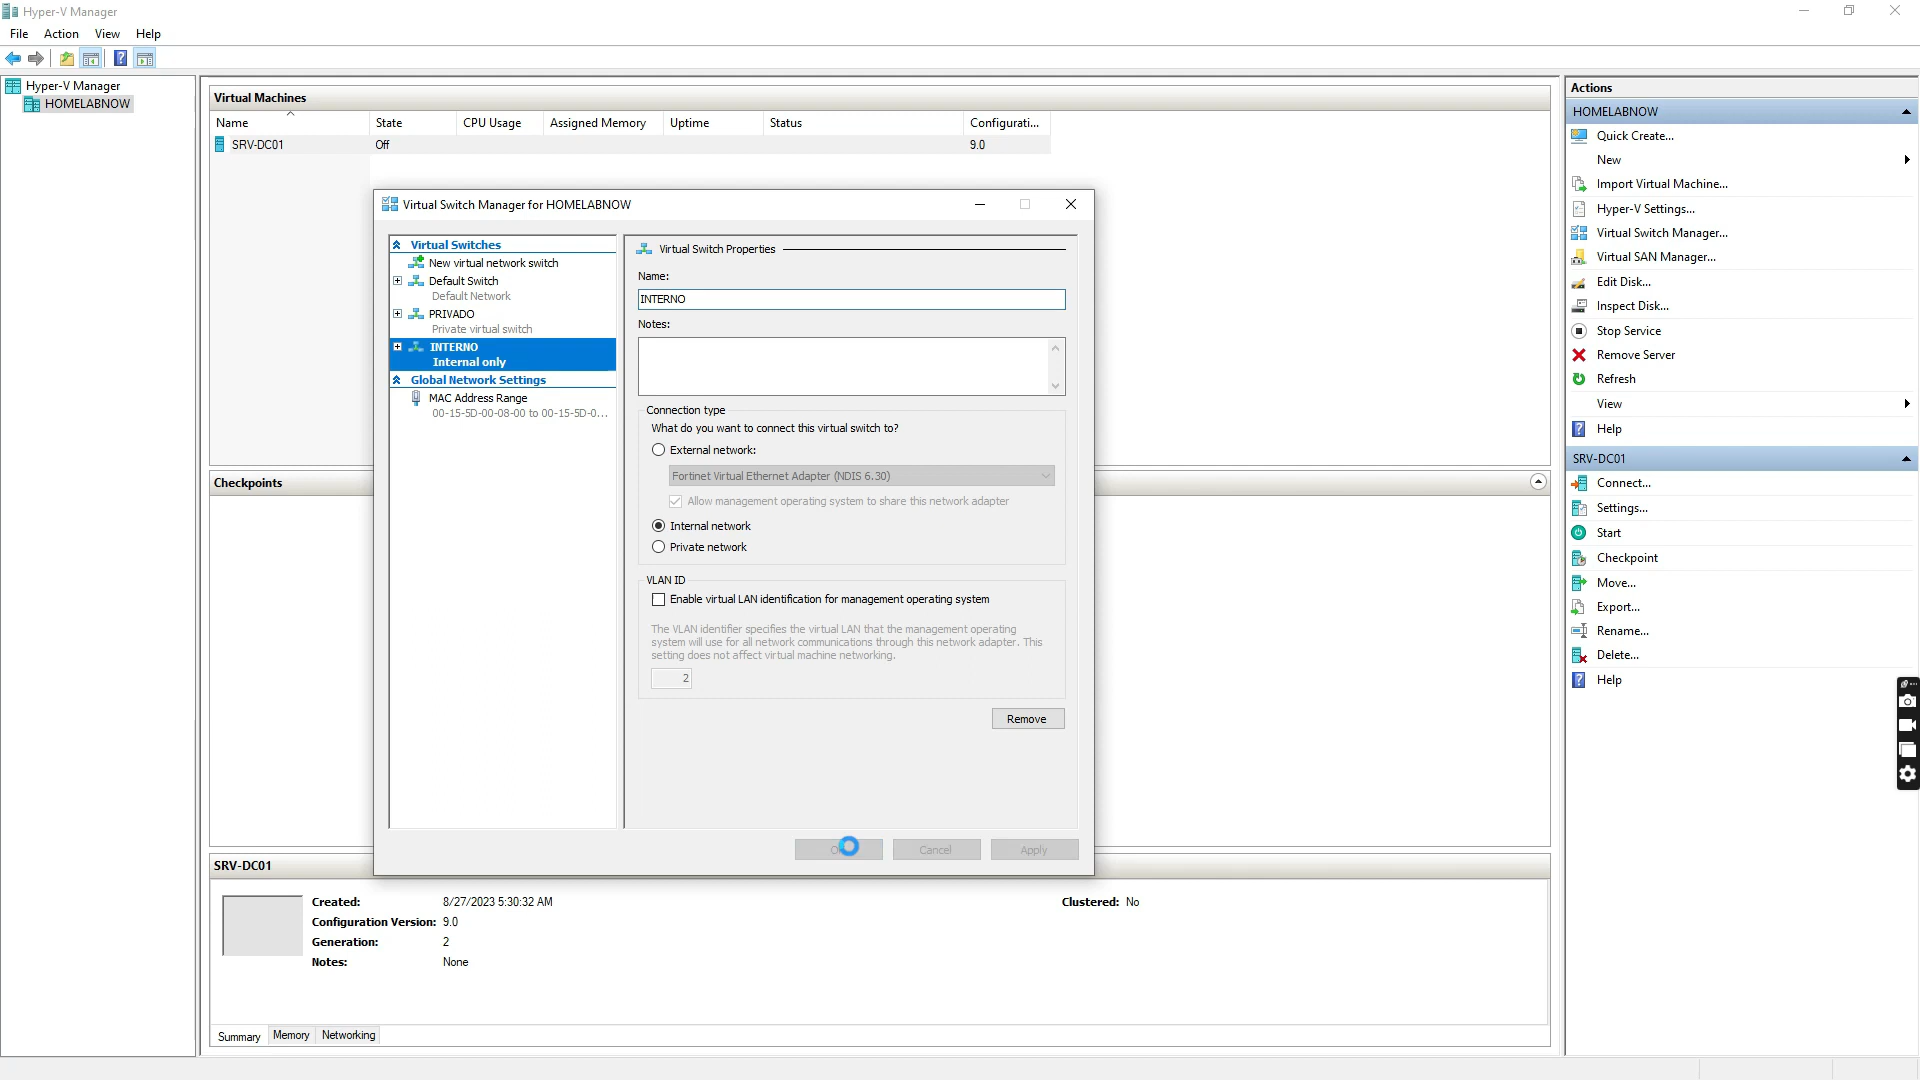 Hyper-V Manager
File Action View Help
Hyper-V Manager
HOMELABNOW
Virtual Machines
Name State CPU Usage Assigned Memory Uptime Status Configurati...
SRV-DC01 Off 9.0
Virtual Switch Manager for HOMELABNOW
Virtual Switches
New virtual network switch
Default Switch
Default Network
PRIVADO
Private virtual switch
INTERNO
Internal only
Global Network Settings
MAC Address Range
00-15-5D-00-08-00 to 00-15-5D-0...
Virtual Switch Properties
Name:
INTERNO
Notes:
Connection type
What do you want to connect this virtual switch to?
External network:
Fortinet Virtual Ethernet Adapter (NDIS 6.30)
Allow management operating system to share this network adapter
Internal network
Private network
VLAN ID
Enable virtual LAN identification for management operating system
The VLAN identifier specifies the virtual LAN that the management operating
system will use for all network communications through this network adapter. This
setting does not affect virtual machine networking.
2
Remove
Cancel Apply
Checkpoints
SRV-DC01
Created: 8/27/2023 5:30:32 AM Clustered: No
Configuration Version: 9.0
Generation: 2
Notes: None
Summary Memory Networking
Actions
HOMELABNOW
Quick Create...
New
Import Virtual Machine...
Hyper-V Settings...
Virtual Switch Manager...
Virtual SAN Manager...
Edit Disk...
Inspect Disk...
Stop Service
Remove Server
Refresh
View
Help
SRV-DC01
Connect...
Settings...
Start
Checkpoint
Move...
Export...
Rename...
Delete...
Help